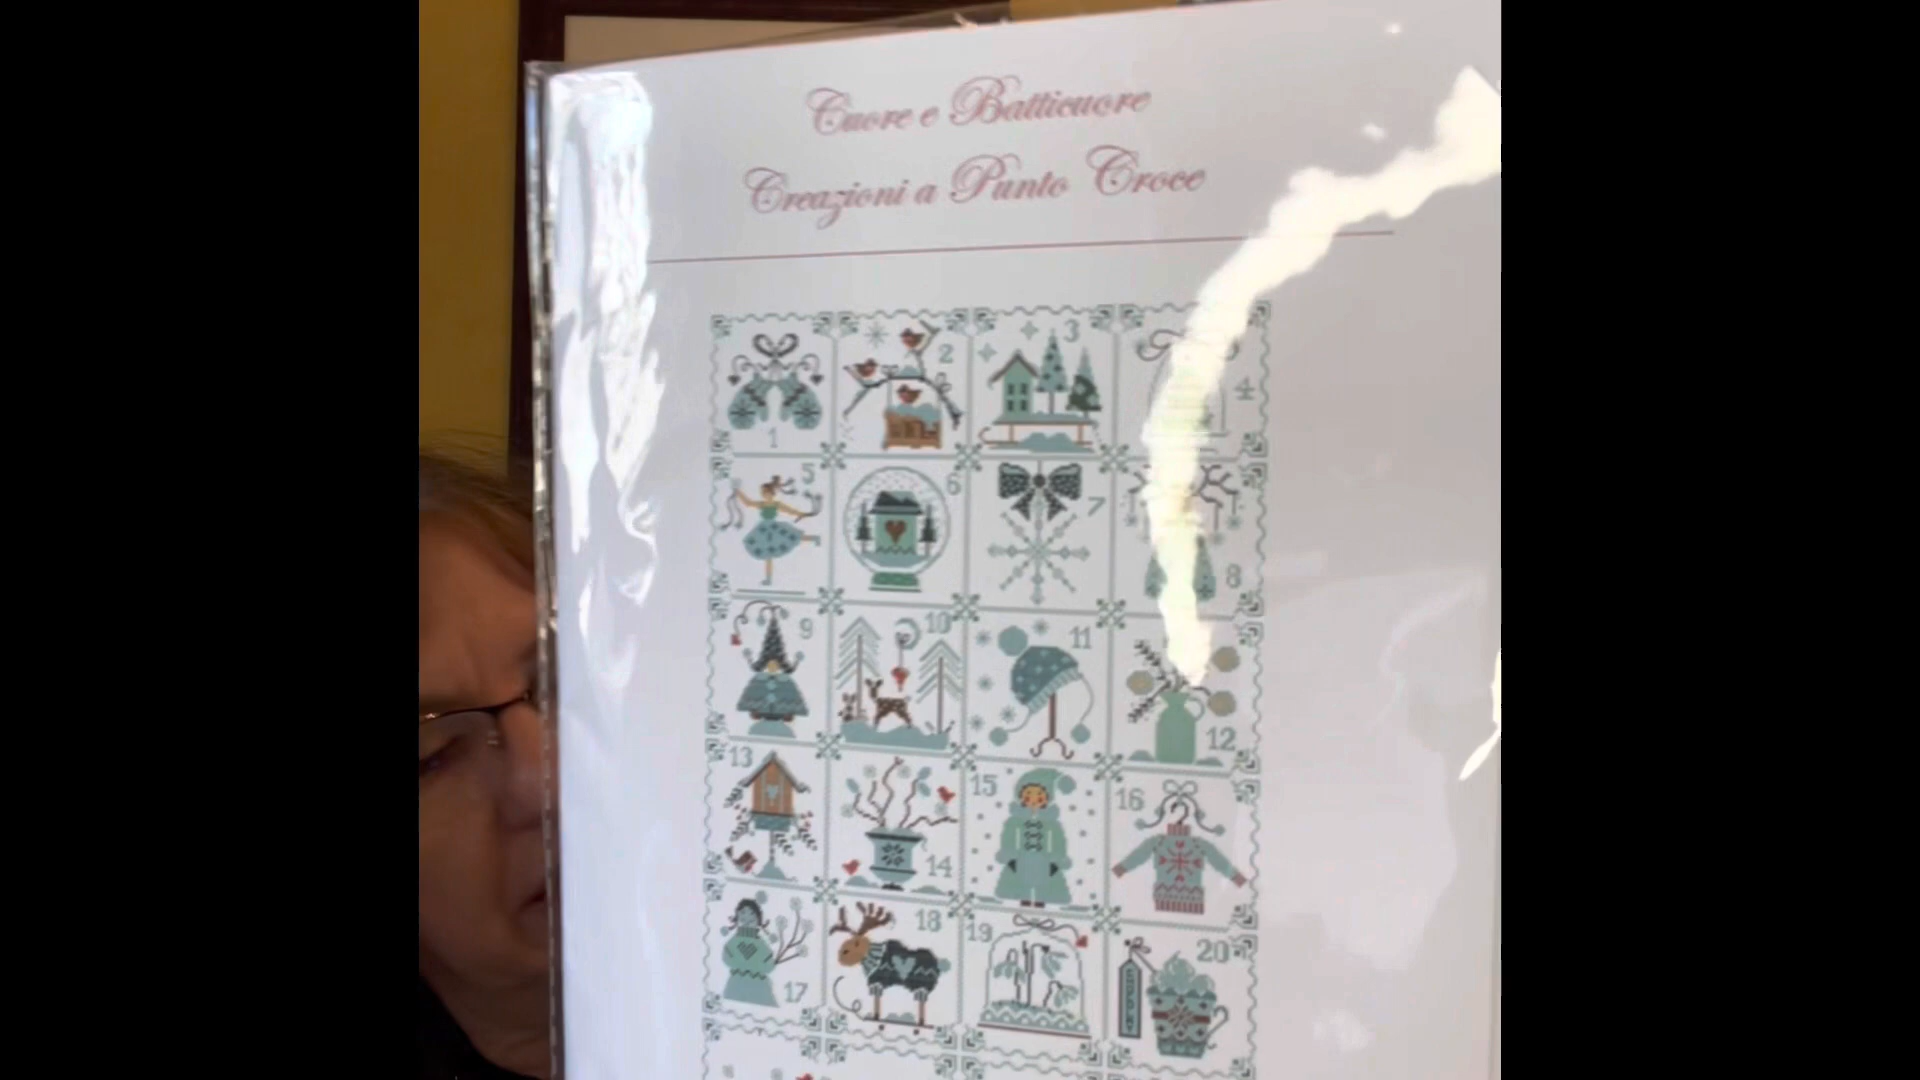 Cuore e Batticuore
Creazioni a Punto Croce
1 2 3 4
5 6 7 8
9 10 11 12
13 14 15 16
17 18 19 20